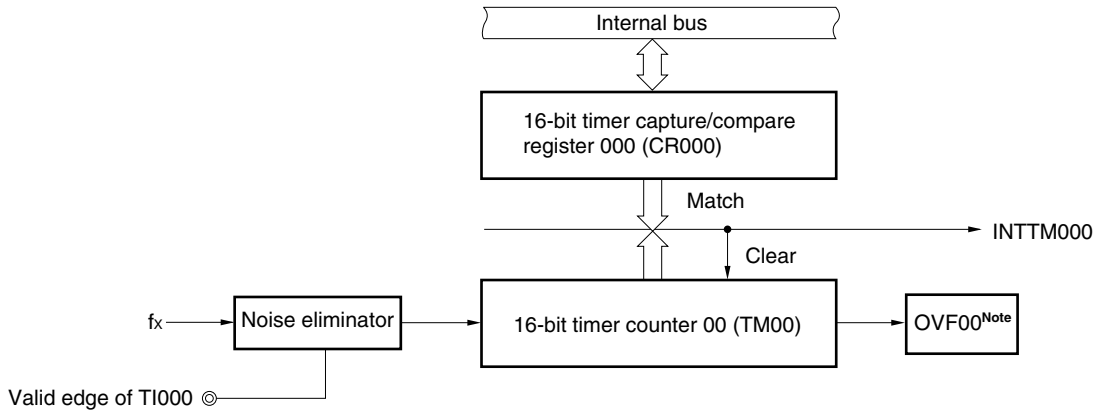 Internal bus
16-bit timer capture/compare
register 000 (CR000)
Match
INTTM000
Clear
fx
Noise eliminator
16-bit timer counter 00 (TM00)
OVF00Note
Valid edge of TI000